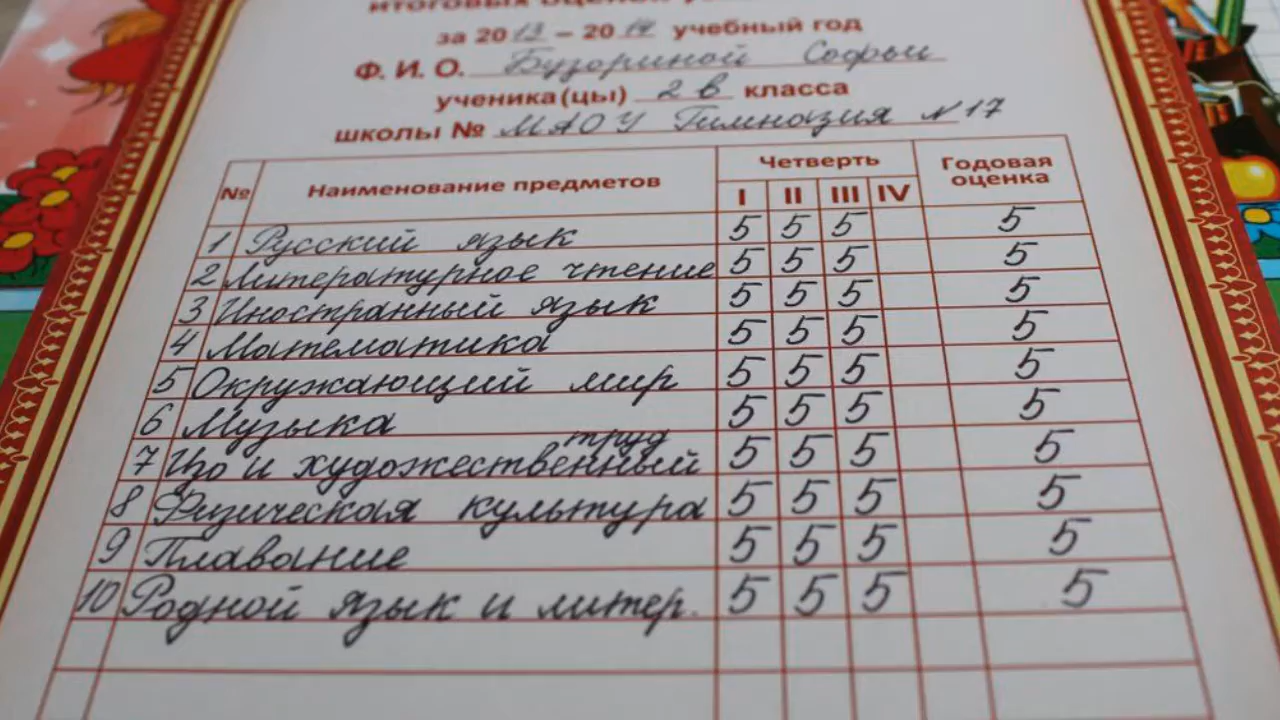 итоговых оценок
за 2013 – 2014 учебный год
Ф. И. О. Бузориной Софьи
ученика(цы) 2 в класса
школы № МАОУ Гимназия №17
№ Наименование предметов Четверть Годовая оценка
I II III IV
1 Русский язык 5 5 5 5
2 Литературное чтение 5 5 5 5
3 Иностранный язык 5 5 5 5
4 Математика 5 5 5 5
5 Окружающий мир 5 5 5 5
6 Музыка 5 5 5 5
труд
7 Изо и художественный 5 5 5 5
8 Физическая культура 5 5 5 5
9 Плавание 5 5 5 5
10 Родной язык и литер. 5 5 5 5